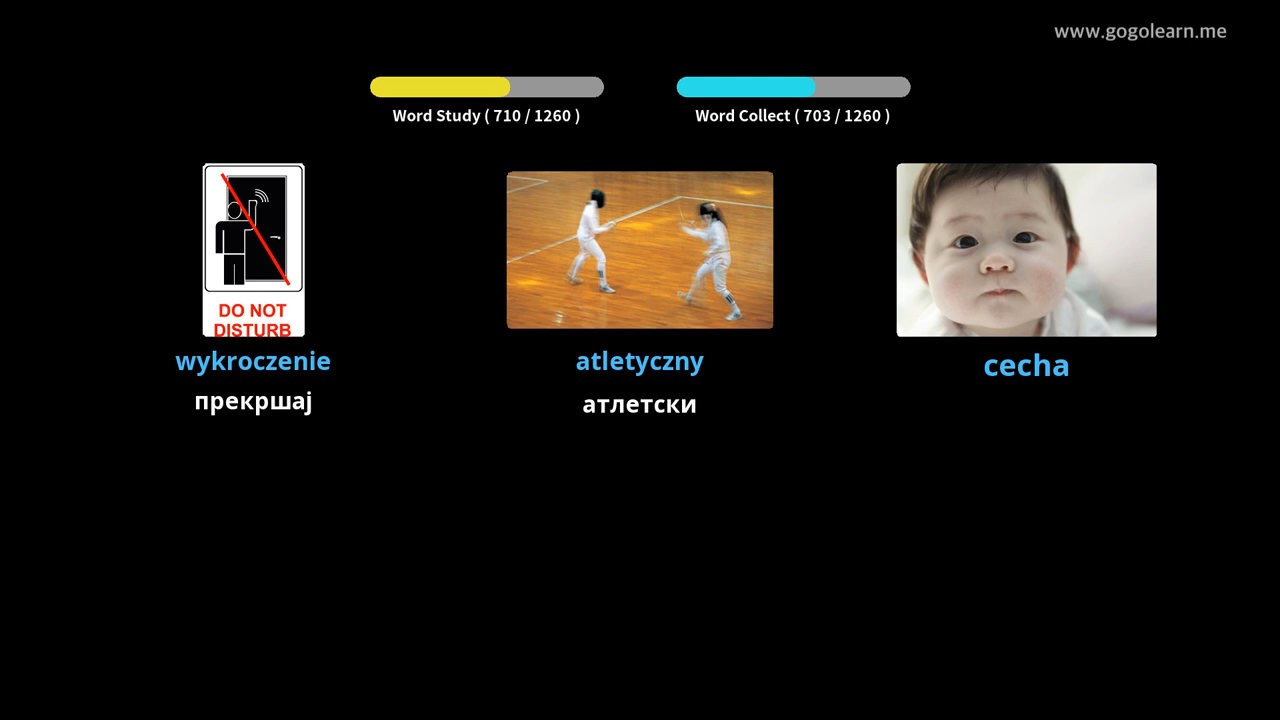 www.gogolearn.me
Word Study ( 710 / 1260 )
Word Collect ( 703 / 1260 )
DO NOT
DISTURB
wykroczenie
прекршај
atletyczny
атлетски
cecha